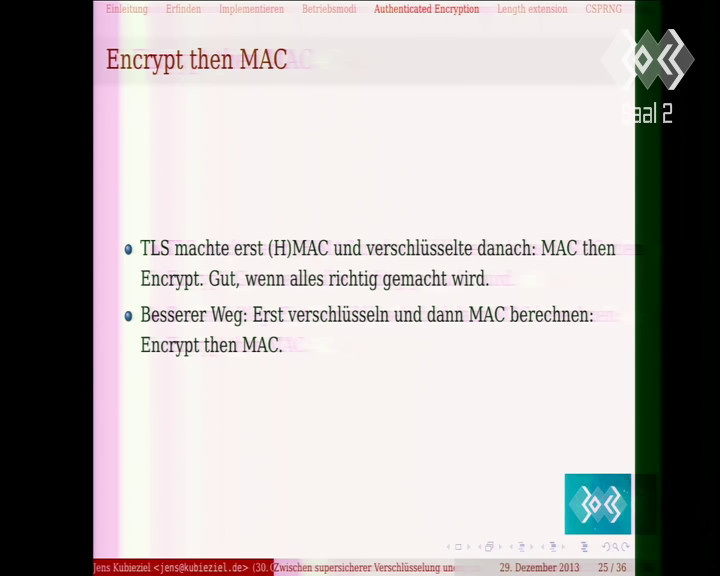 Einleitung Erfinden Implementieren Betriebsmodi Authenticated Encryption Length extension CSPRNG
Encrypt then MAC
Saal 2
TLS machte erst (H)MAC und verschlüsselte danach: MAC then
Encrypt. Gut, wenn alles richtig gemacht wird.
Besserer Weg: Erst verschlüsseln und dann MAC berechnen:
Encrypt then MAC.
Jens Kubieziel <jens@kubieziel.de> (30. Zwischen supersicherer Verschlüsselung 29. Dezember 2013 25 / 36